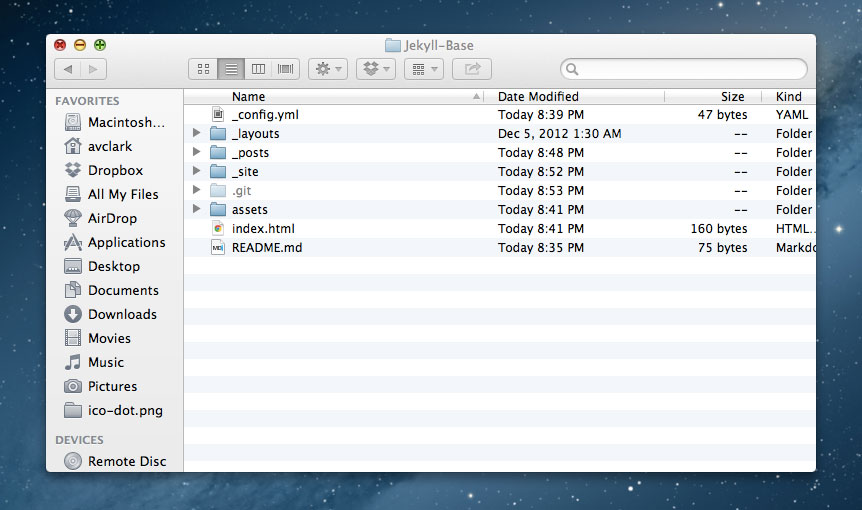 Jekyll-Base
FAVORITES
Macintosh...
avclark
Dropbox
All My Files
AirDrop
Applications
Desktop
Documents
Downloads
Movies
Music
Pictures
ico-dot.png
DEVICES
Remote Disc
Name Date Modified Size Kind
_config.yml Today 8:39 PM 47 bytes YAML
_layouts Dec 5, 2012 1:30 AM -- Folder
_posts Today 8:48 PM -- Folder
_site Today 8:52 PM -- Folder
.git Today 8:53 PM -- Folder
assets Today 8:41 PM -- Folder
index.html Today 8:41 PM 160 bytes HTML...
README.md Today 8:35 PM 75 bytes Markdo